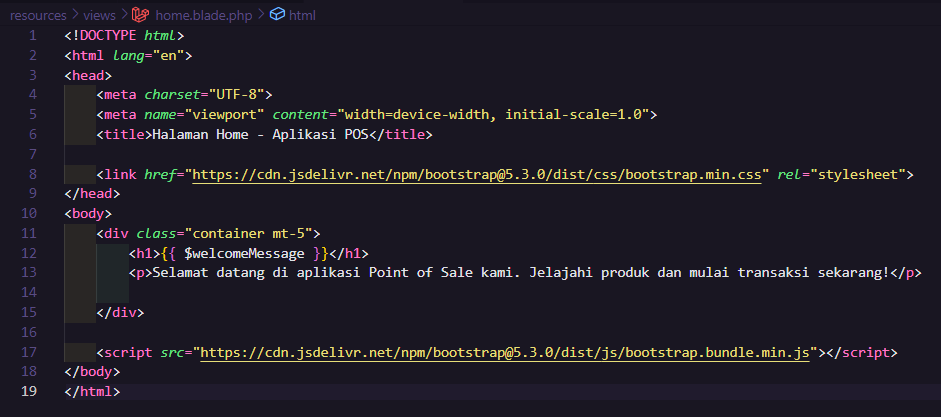 resources > views > home.blade.php > html
1 <!DOCTYPE html>
2 <html lang="en">
3 <head>
4 <meta charset="UTF-8">
5 <meta name="viewport" content="width=device-width, initial-scale=1.0">
6 <title>Halaman Home - Aplikasi POS</title>
7
8 <link href="https://cdn.jsdelivr.net/npm/bootstrap@5.3.0/dist/css/bootstrap.min.css" rel="stylesheet">
9 </head>
10 <body>
11 <div class="container mt-5">
12 <h1>{{ $welcomeMessage }}</h1>
13 <p>Selamat datang di aplikasi Point of Sale kami. Jelajahi produk dan mulai transaksi sekarang!</p>
14
15 </div>
16
17 <script src="https://cdn.jsdelivr.net/npm/bootstrap@5.3.0/dist/js/bootstrap.bundle.min.js"></script>
18 </body>
19 </html>